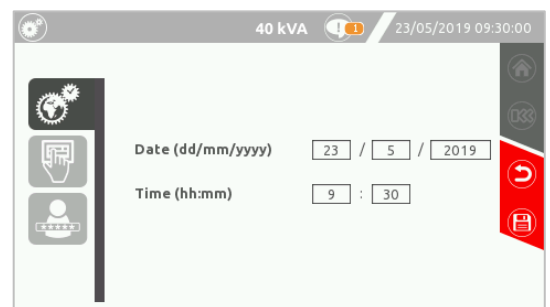 40 kVA 1 23/05/2019 09:30:00
Date (dd/mm/yyyy) 23 / 5 / 2019
Time (hh:mm) 9 : 30
*****